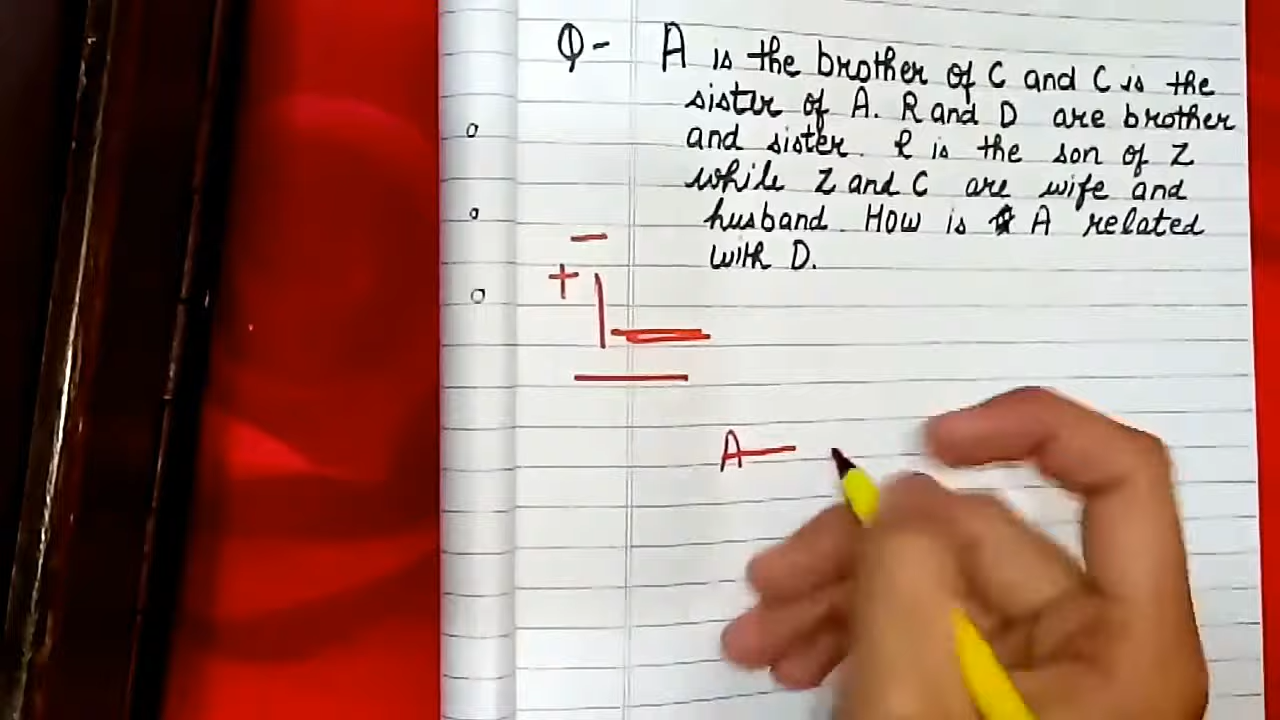 Q- A is the brother of C and C is the
sister of A. R and D are brother
and sister. R is the son of Z
while Z and C are wife and
husband. How is A related
with D.
-
+
A—